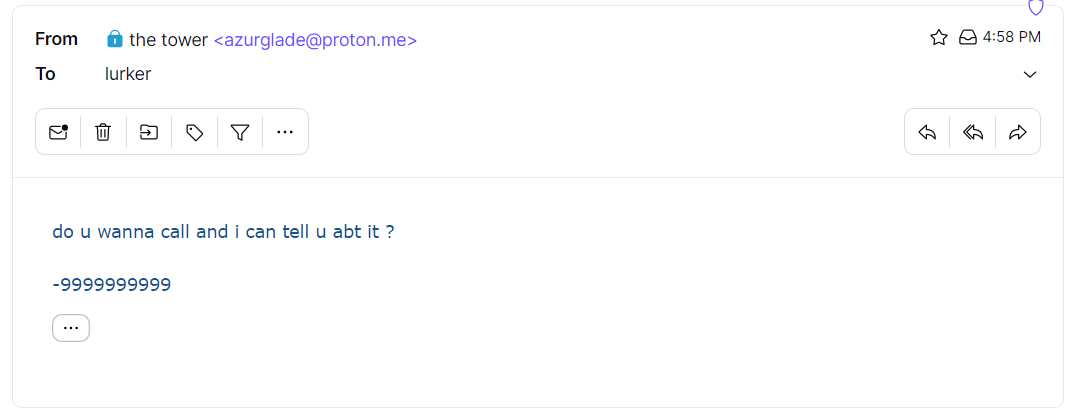 From the tower <azurglade@proton.me> 4:58 PM
To lurker
do u wanna call and i can tell u abt it ?
-9999999999